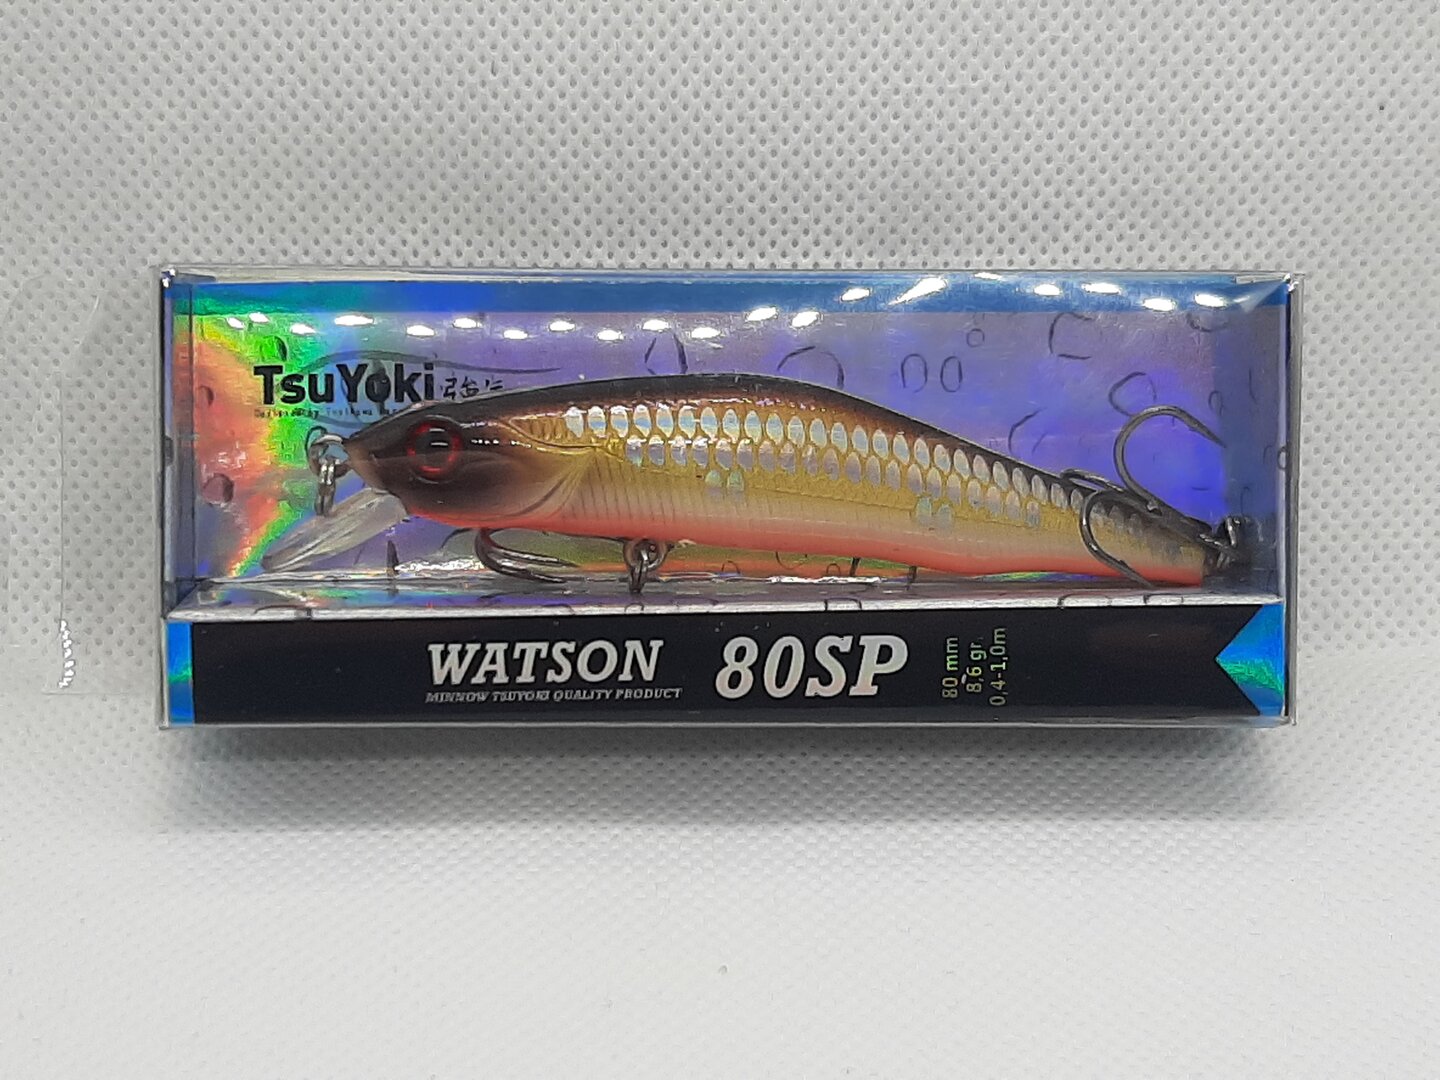 TsuYoki
WATSON
MINNOW TSUYOKI QUALITY PRODUCT
80SP
80 mm
8,6 gr.
0,4-1,0m